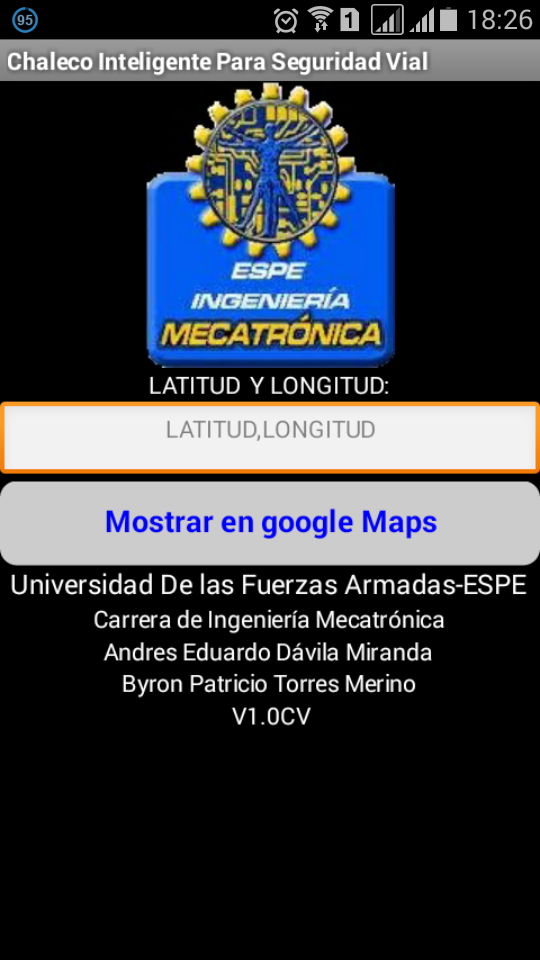 95
1
18:26
Chaleco Inteligente Para Seguridad Vial
ESPE
INGENIERÍA
MECATRÓNICA
LATITUD Y LONGITUD:
LATITUD,LONGITUD
Mostrar en google Maps
Universidad De las Fuerzas Armadas-ESPE
Carrera de Ingeniería Mecatrónica
Andres Eduardo Dávila Miranda
Byron Patricio Torres Merino
V1.0CV